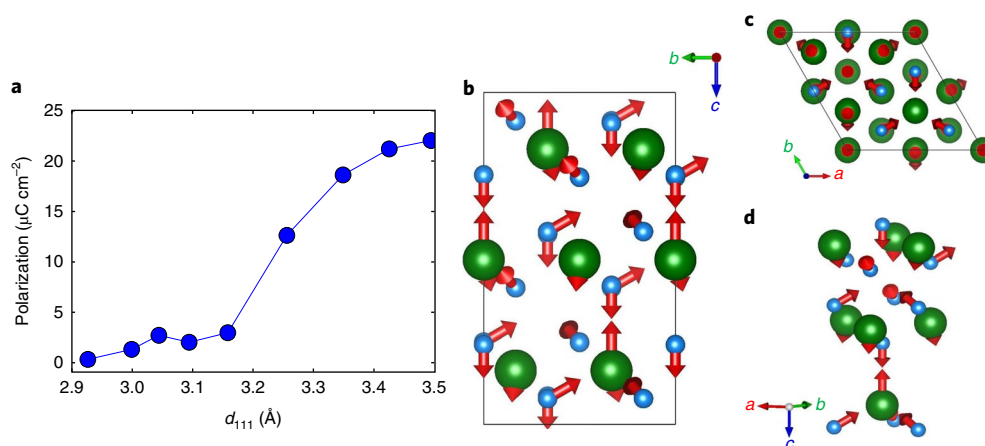 a
Polarization (μC cm⁻²)
25
20
15
10
5
0
2.9
3.0
3.1
3.2
3.3
3.4
3.5
d₁₁₁ (Å)
b
b
c
c
b
a
d
a
b
c